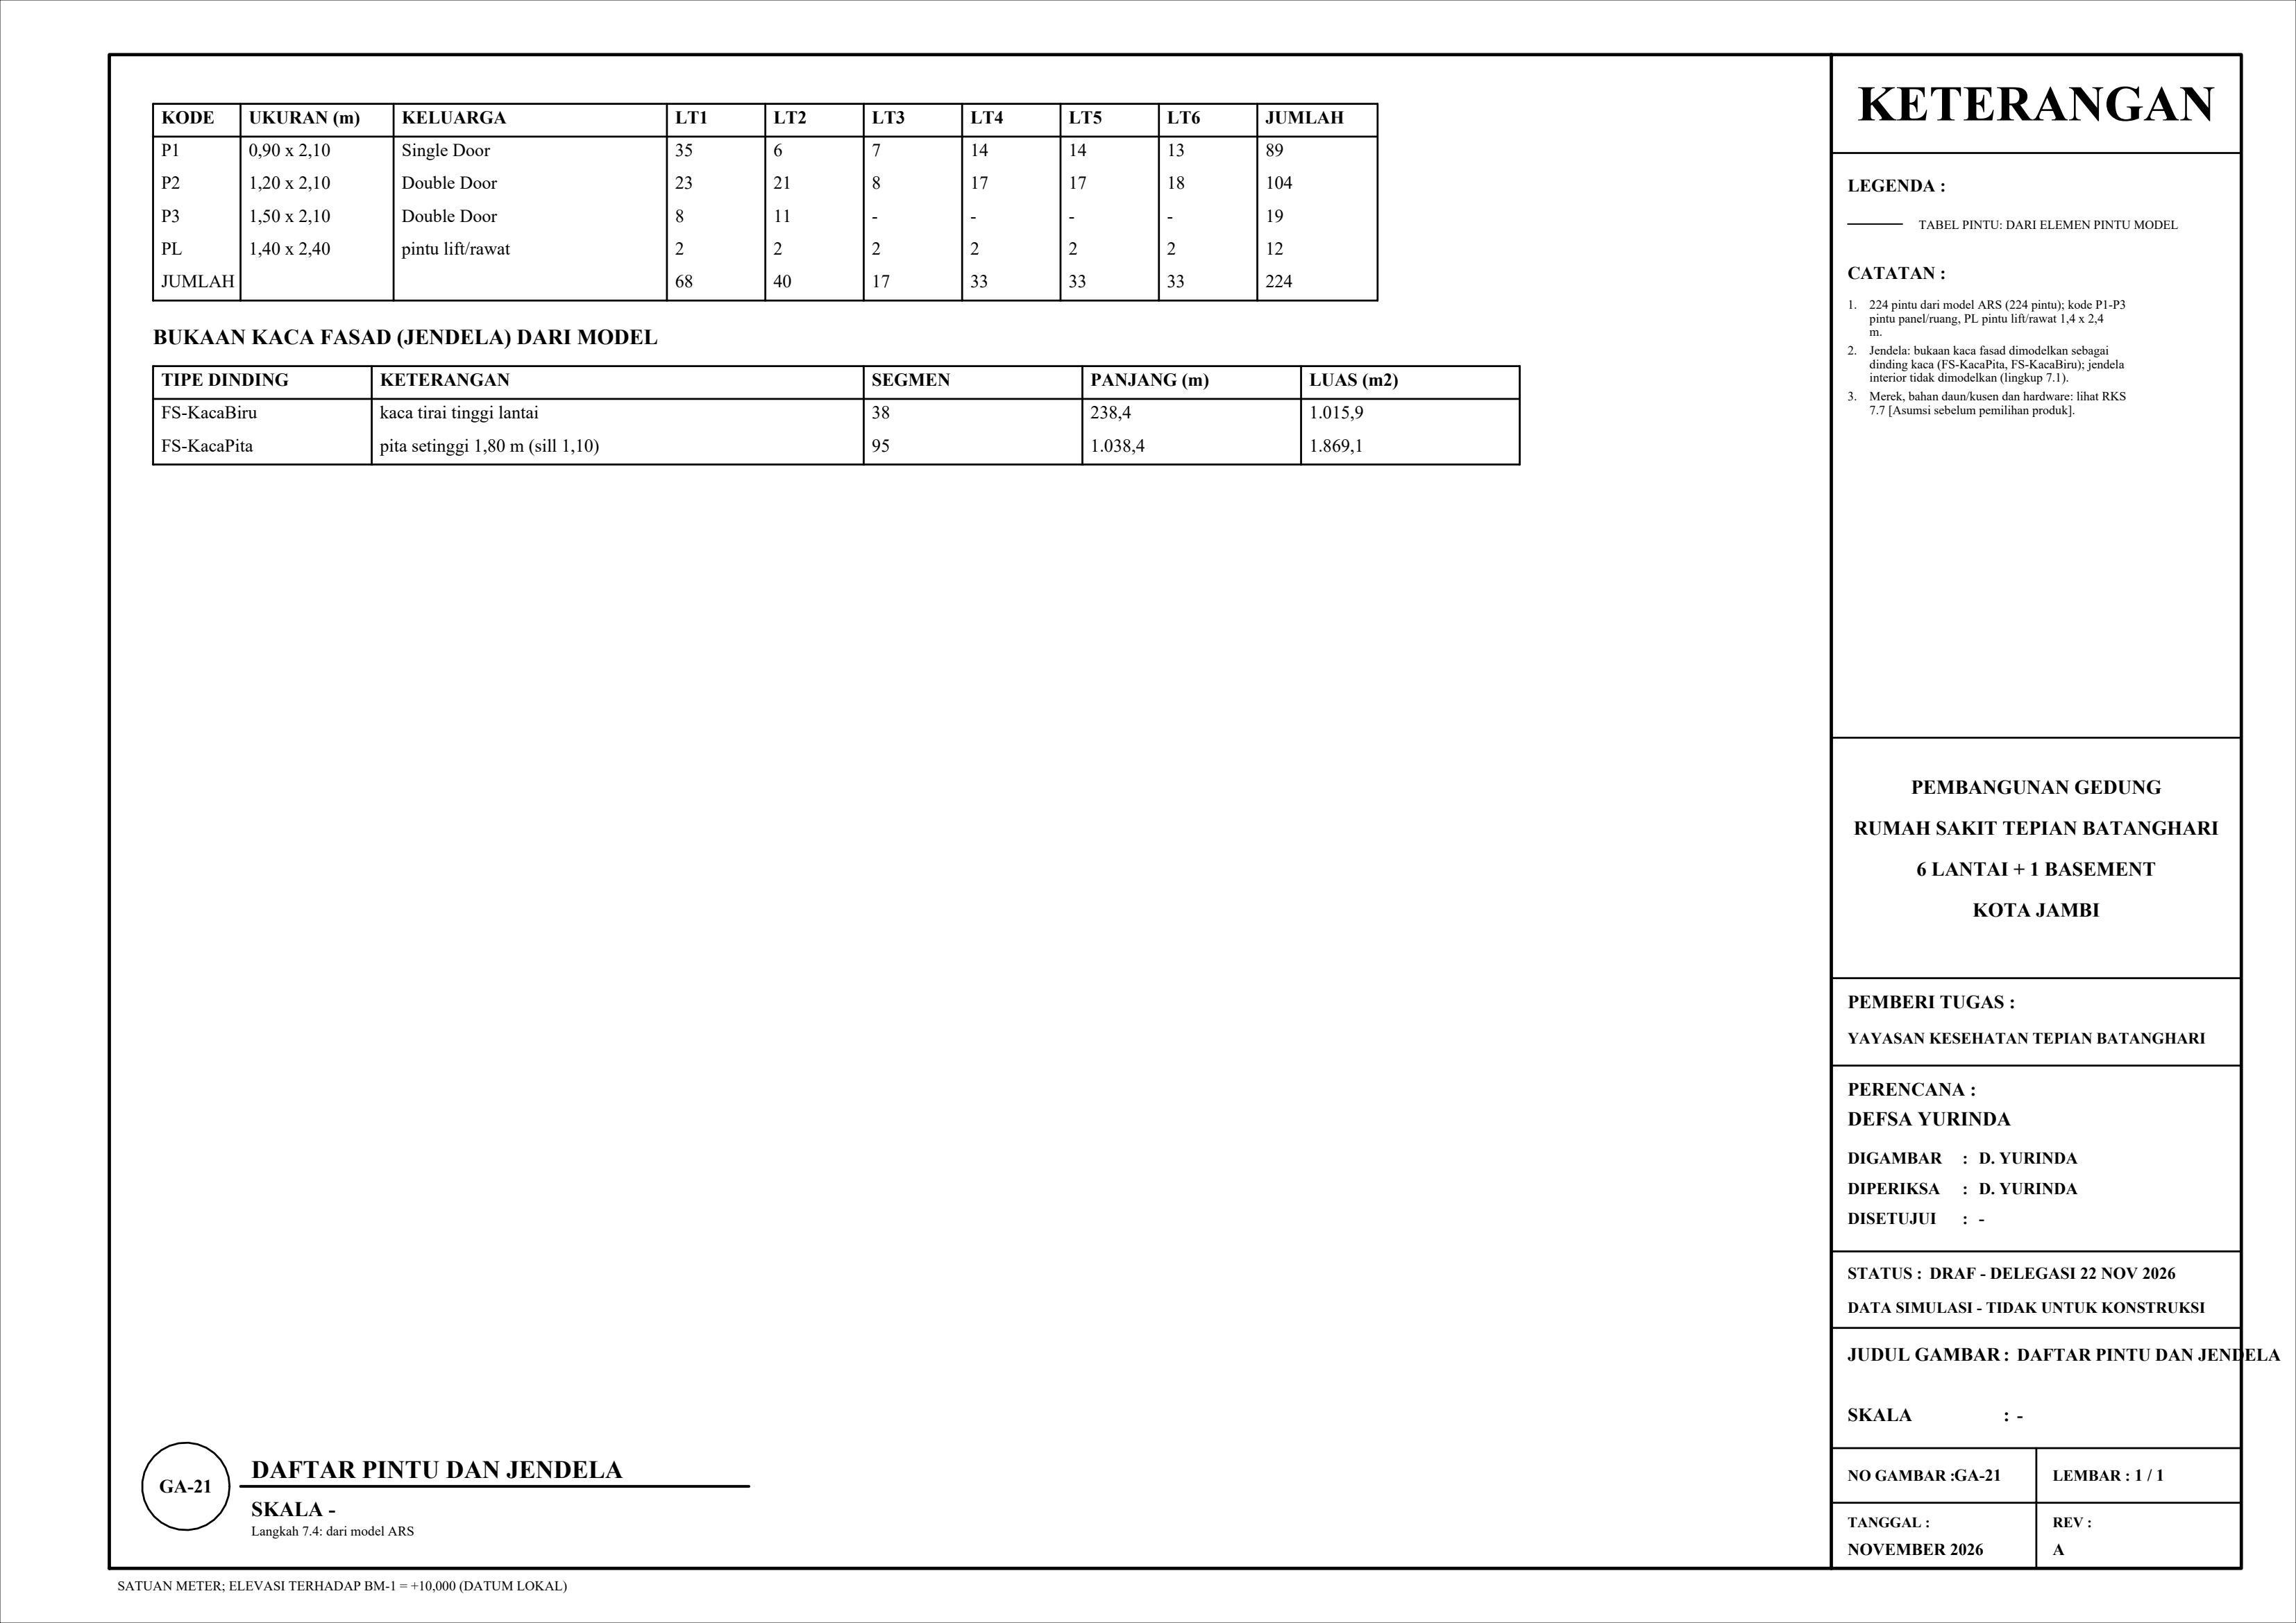 KODE UKURAN (m) KELUARGA LT1 LT2 LT3 LT4 LT5 LT6 JUMLAH
P1 0,90 x 2,10 Single Door 35 6 7 14 14 13 89
P2 1,20 x 2,10 Double Door 23 21 8 17 17 18 104
P3 1,50 x 2,10 Double Door 8 11 - - - - 19
PL 1,40 x 2,40 pintu lift/rawat 2 2 2 2 2 2 12
JUMLAH 68 40 17 33 33 33 224
BUKAAN KACA FASAD (JENDELA) DARI MODEL
TIPE DINDING KETERANGAN SEGMEN PANJANG (m) LUAS (m2)
FS-KacaBiru kaca tirai tinggi lantai 38 238,4 1.015,9
FS-KacaPita pita setinggi 1,80 m (sill 1,10) 95 1.038,4 1.869,1
GA-21
DAFTAR PINTU DAN JENDELA
SKALA -
Langkah 7.4: dari model ARS
SATUAN METER; ELEVASI TERHADAP BM-1 = +10,000 (DATUM LOKAL)
KETERANGAN
LEGENDA :
TABEL PINTU: DARI ELEMEN PINTU MODEL
CATATAN :
1. 224 pintu dari model ARS (224 pintu); kode P1-P3
pintu panel/ruang, PL pintu lift/rawat 1,4 x 2,4
m.
2. Jendela: bukaan kaca fasad dimodelkan sebagai
dinding kaca (FS-KacaPita, FS-KacaBiru); jendela
interior tidak dimodelkan (lingkup 7.1).
3. Merek, bahan daun/kusen dan hardware: lihat RKS
7.7 [Asumsi sebelum pemilihan produk].
PEMBANGUNAN GEDUNG
RUMAH SAKIT TEPIAN BATANGHARI
6 LANTAI + 1 BASEMENT
KOTA JAMBI
PEMBERI TUGAS :
YAYASAN KESEHATAN TEPIAN BATANGHARI
PERENCANA :
DEFSA YURINDA
DIGAMBAR : D. YURINDA
DIPERIKSA : D. YURINDA
DISETUJUI : -
STATUS : DRAF - DELEGASI 22 NOV 2026
DATA SIMULASI - TIDAK UNTUK KONSTRUKSI
JUDUL GAMBAR : DAFTAR PINTU DAN JENDELA
SKALA : -
NO GAMBAR :GA-21 LEMBAR : 1 / 1
TANGGAL : REV :
NOVEMBER 2026 A